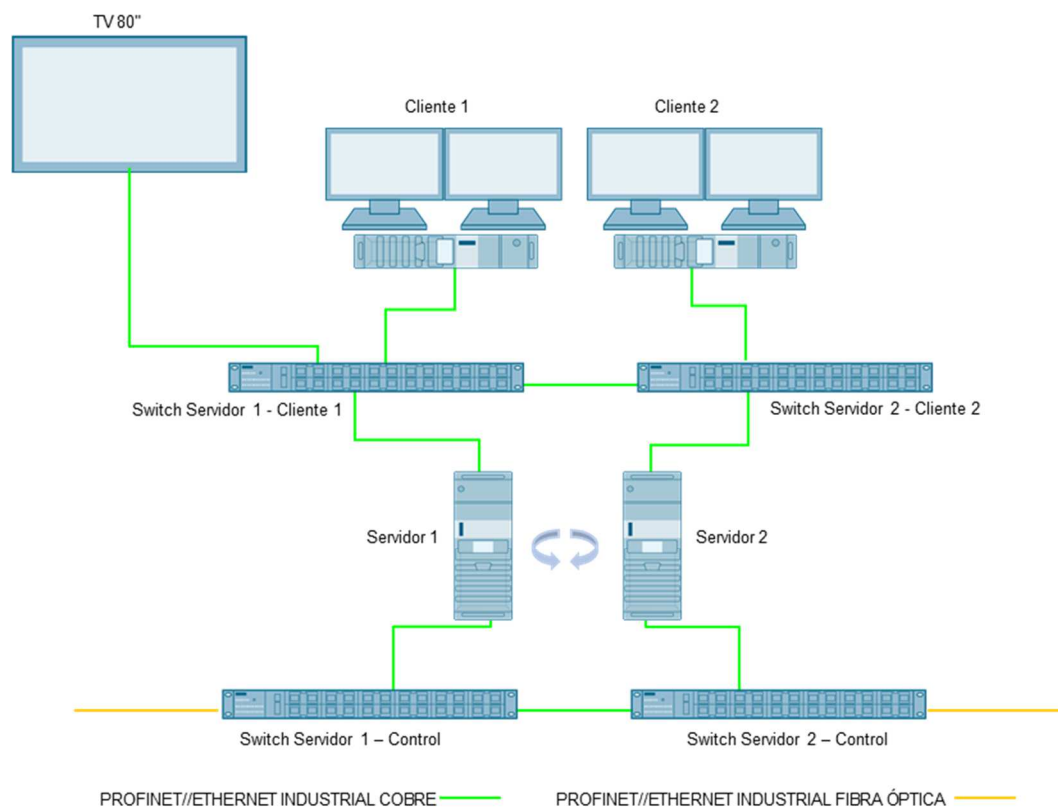 TV 80"
Cliente 1
Cliente 2
Switch Servidor 1 - Cliente 1
Switch Servidor 2 - Cliente 2
Servidor 1
Servidor 2
Switch Servidor 1 – Control
Switch Servidor 2 – Control
PROFINET//ETHERNET INDUSTRIAL COBRE
PROFINET//ETHERNET INDUSTRIAL FIBRA ÓPTICA